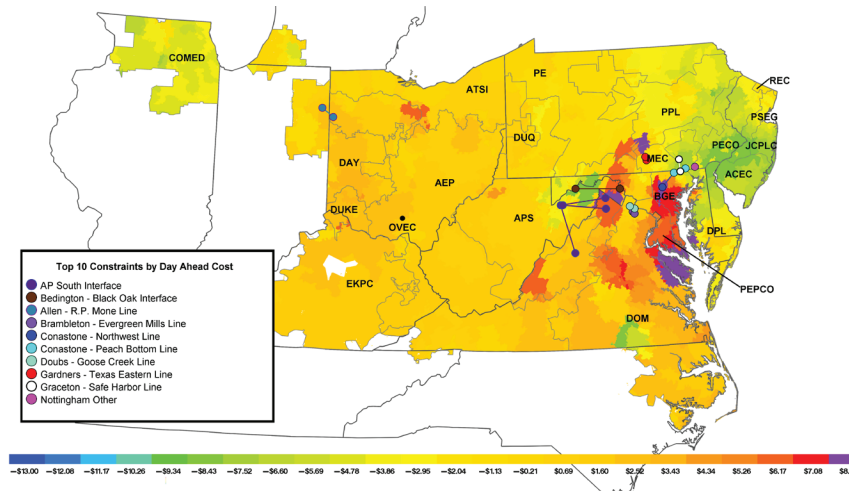 COMED
ATSI
PE
REC
PPL
PSEG
DUQ
MEC
PECO
JCPLC
DAY
AEP
ACEC
BGE
DUKE
OVEC
APS
DPL
EKPC
PEPCO
DOM
Top 10 Constraints by Day Ahead Cost
AP South Interface
Bedington - Black Oak Interface
Allen - R.P. Mone Line
Brambleton - Evergreen Mills Line
Conastone - Northwest Line
Conastone - Peach Bottom Line
Doubs - Goose Creek Line
Gardners - Texas Eastern Line
Graceton - Safe Harbor Line
Nottingham Other
–$13.00 –$12.08 –$11.17 –$10.26 –$9.34 –$8.43 –$7.52 –$6.60 –$5.69 –$4.78 –$3.86 –$2.95 –$2.04 –$1.13 –$0.21 $0.69 $1.60 $2.52 $3.43 $4.34 $5.26 $6.17 $7.08